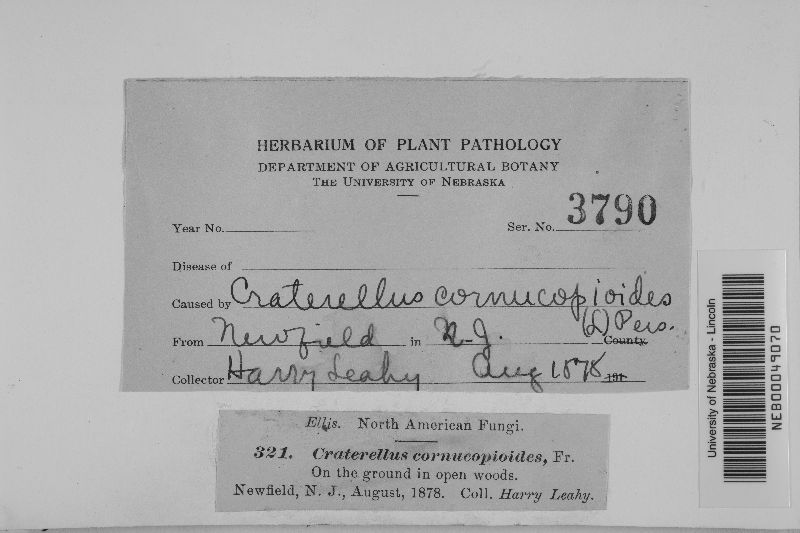 HERBARIUM OF PLANT PATHOLOGY
DEPARTMENT OF AGRICULTURAL BOTANY
THE UNIVERSITY OF NEBRASKA
Year No. Ser. No. 3790
Disease of
Caused by Craterellus cornucopioides
(L) Pers.
From Newfield in N.J. County
Collector Harry Leahy Aug 1878 191
Ellis. North American Fungi.
321. Craterellus cornucopioides, Fr.
On the ground in open woods.
Newfield, N. J., August, 1878. Coll. Harry Leahy.
University of Nebraska - Lincoln
NEB00049070